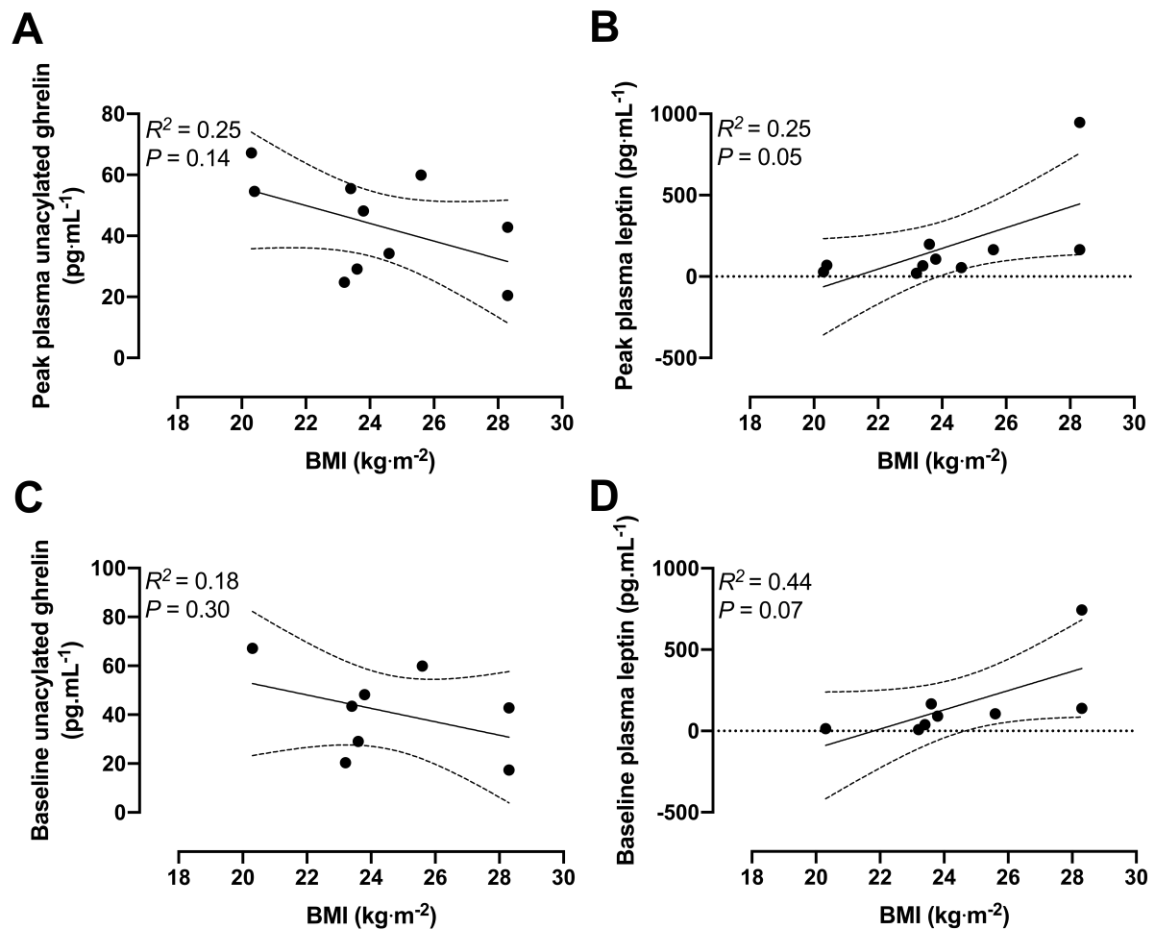 A
Peak plasma unacylated ghrelin
(pg·mL⁻¹)
80
60
40
20
0
R² = 0.25
P = 0.14
18 20 22 24 26 28 30
BMI (kg·m⁻²)
B
Peak plasma leptin (pg·mL⁻¹)
1000
500
0
-500
R² = 0.25
P = 0.05
18 20 22 24 26 28 30
BMI (kg·m⁻²)
C
Baseline unacylated ghrelin
(pg.mL⁻¹)
100
80
60
40
20
0
R² = 0.18
P = 0.30
18 20 22 24 26 28 30
BMI (kg·m⁻²)
D
Baseline plasma leptin (pg.mL⁻¹)
1000
500
0
-500
R² = 0.44
P = 0.07
18 20 22 24 26 28 30
BMI (kg·m⁻²)